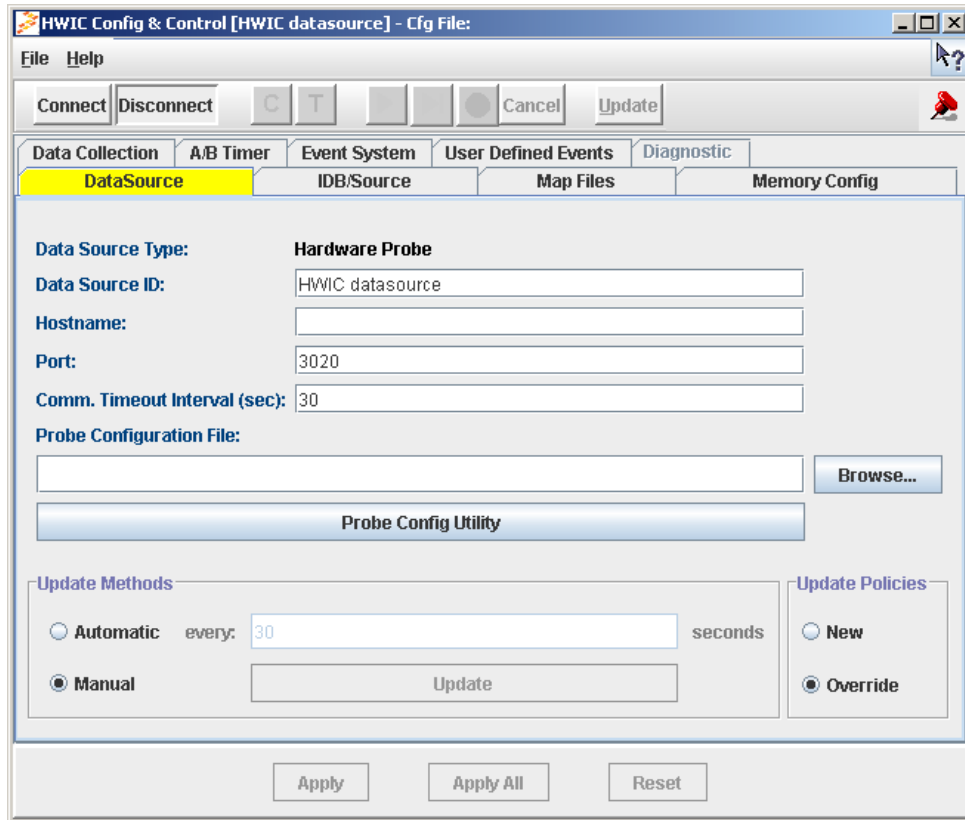 HWIC Config & Control [HWIC datasource] - Cfg File:
File Help
Connect Disconnect C T Cancel Update
Data Collection A/B Timer Event System User Defined Events Diagnostic
DataSource IDB/Source Map Files Memory Config
Data Source Type: Hardware Probe
Data Source ID: HWIC datasource
Hostname:
Port: 3020
Comm. Timeout Interval (sec): 30
Probe Configuration File:
Browse...
Probe Config Utility
Update Methods Update Policies
Automatic every: 30 seconds New
Manual Update Override
Apply Apply All Reset